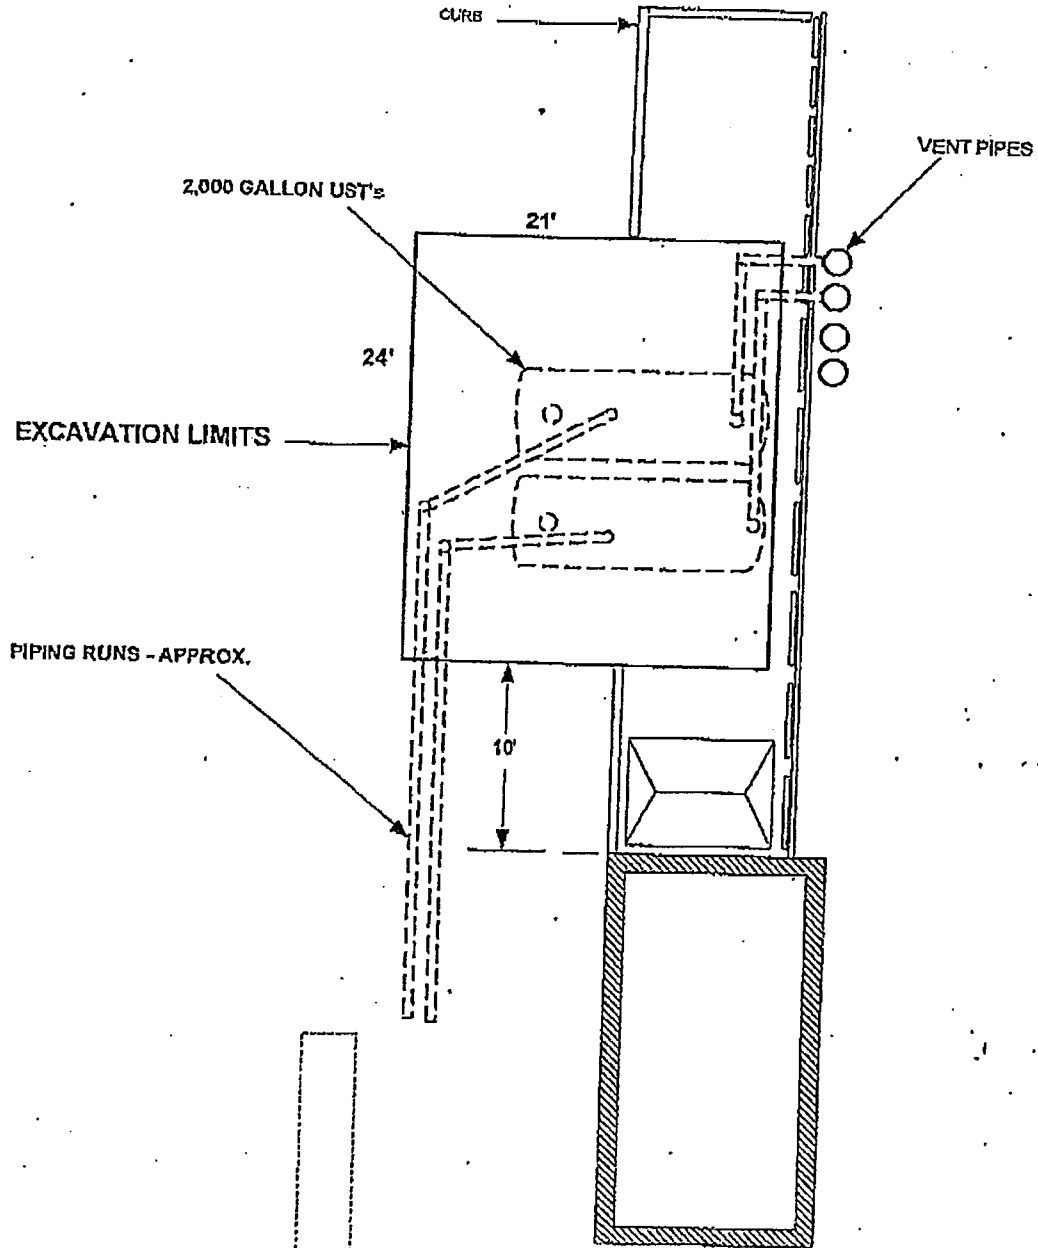 CURB
VENT PIPES
2,000 GALLON UST's
21'
24'
EXCAVATION LIMITS
PIPING RUNS - APPROX.
10'